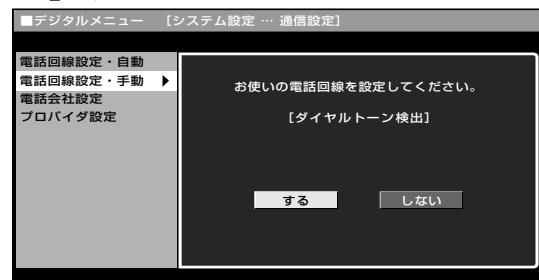 ■デジタルメニュー [システム設定 … 通信設定]
電話回線設定・自動
電話回線設定・手動 ▶
電話会社設定
プロバイダ設定
お使いの電話回線を設定してください。
[ダイヤルトーン検出]
する しない